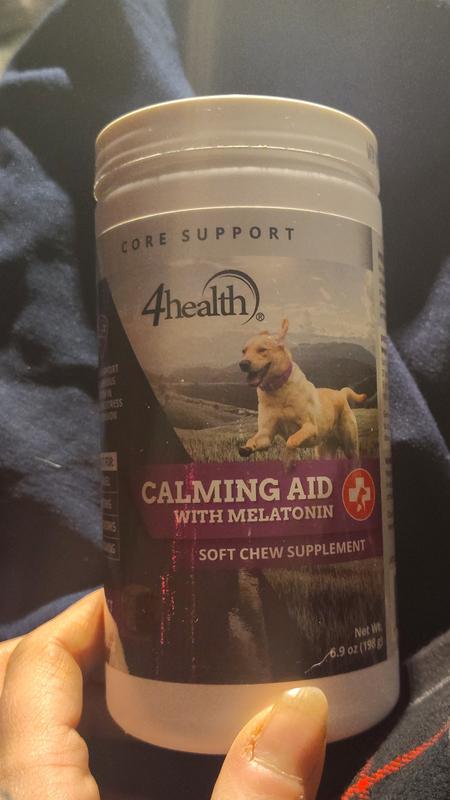 CORE SUPPORT
4health®
CALMING AID
WITH MELATONIN
SOFT CHEW SUPPLEMENT
Net Wt.
6.9 oz (198 g)